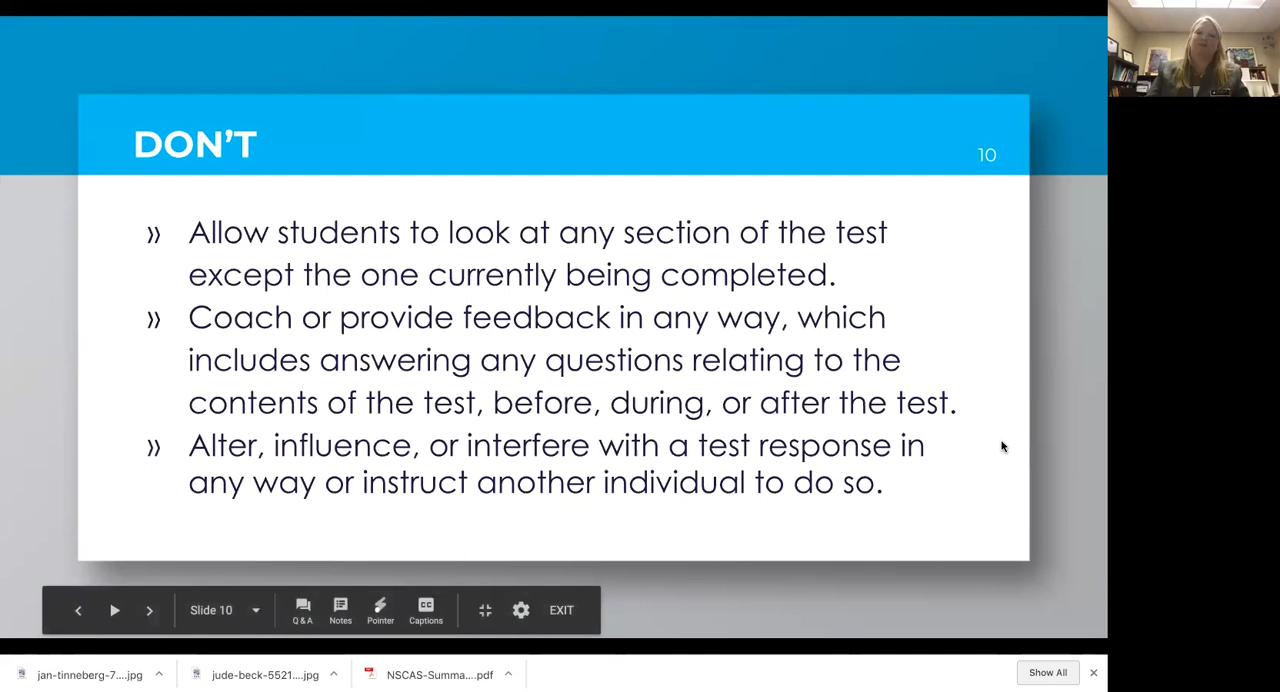 DON'T
10
» Allow students to look at any section of the test
except the one currently being completed.
» Coach or provide feedback in any way, which
includes answering any questions relating to the
contents of the test, before, during, or after the test.
» Alter, influence, or interfere with a test response in
any way or instruct another individual to do so.
Slide 10
Q & A
Notes
Pointer
CC
Captions
EXIT
jan-tinneberg-7....jpg
jude-beck-5521....jpg
NSCAS-Summa....pdf
Show All